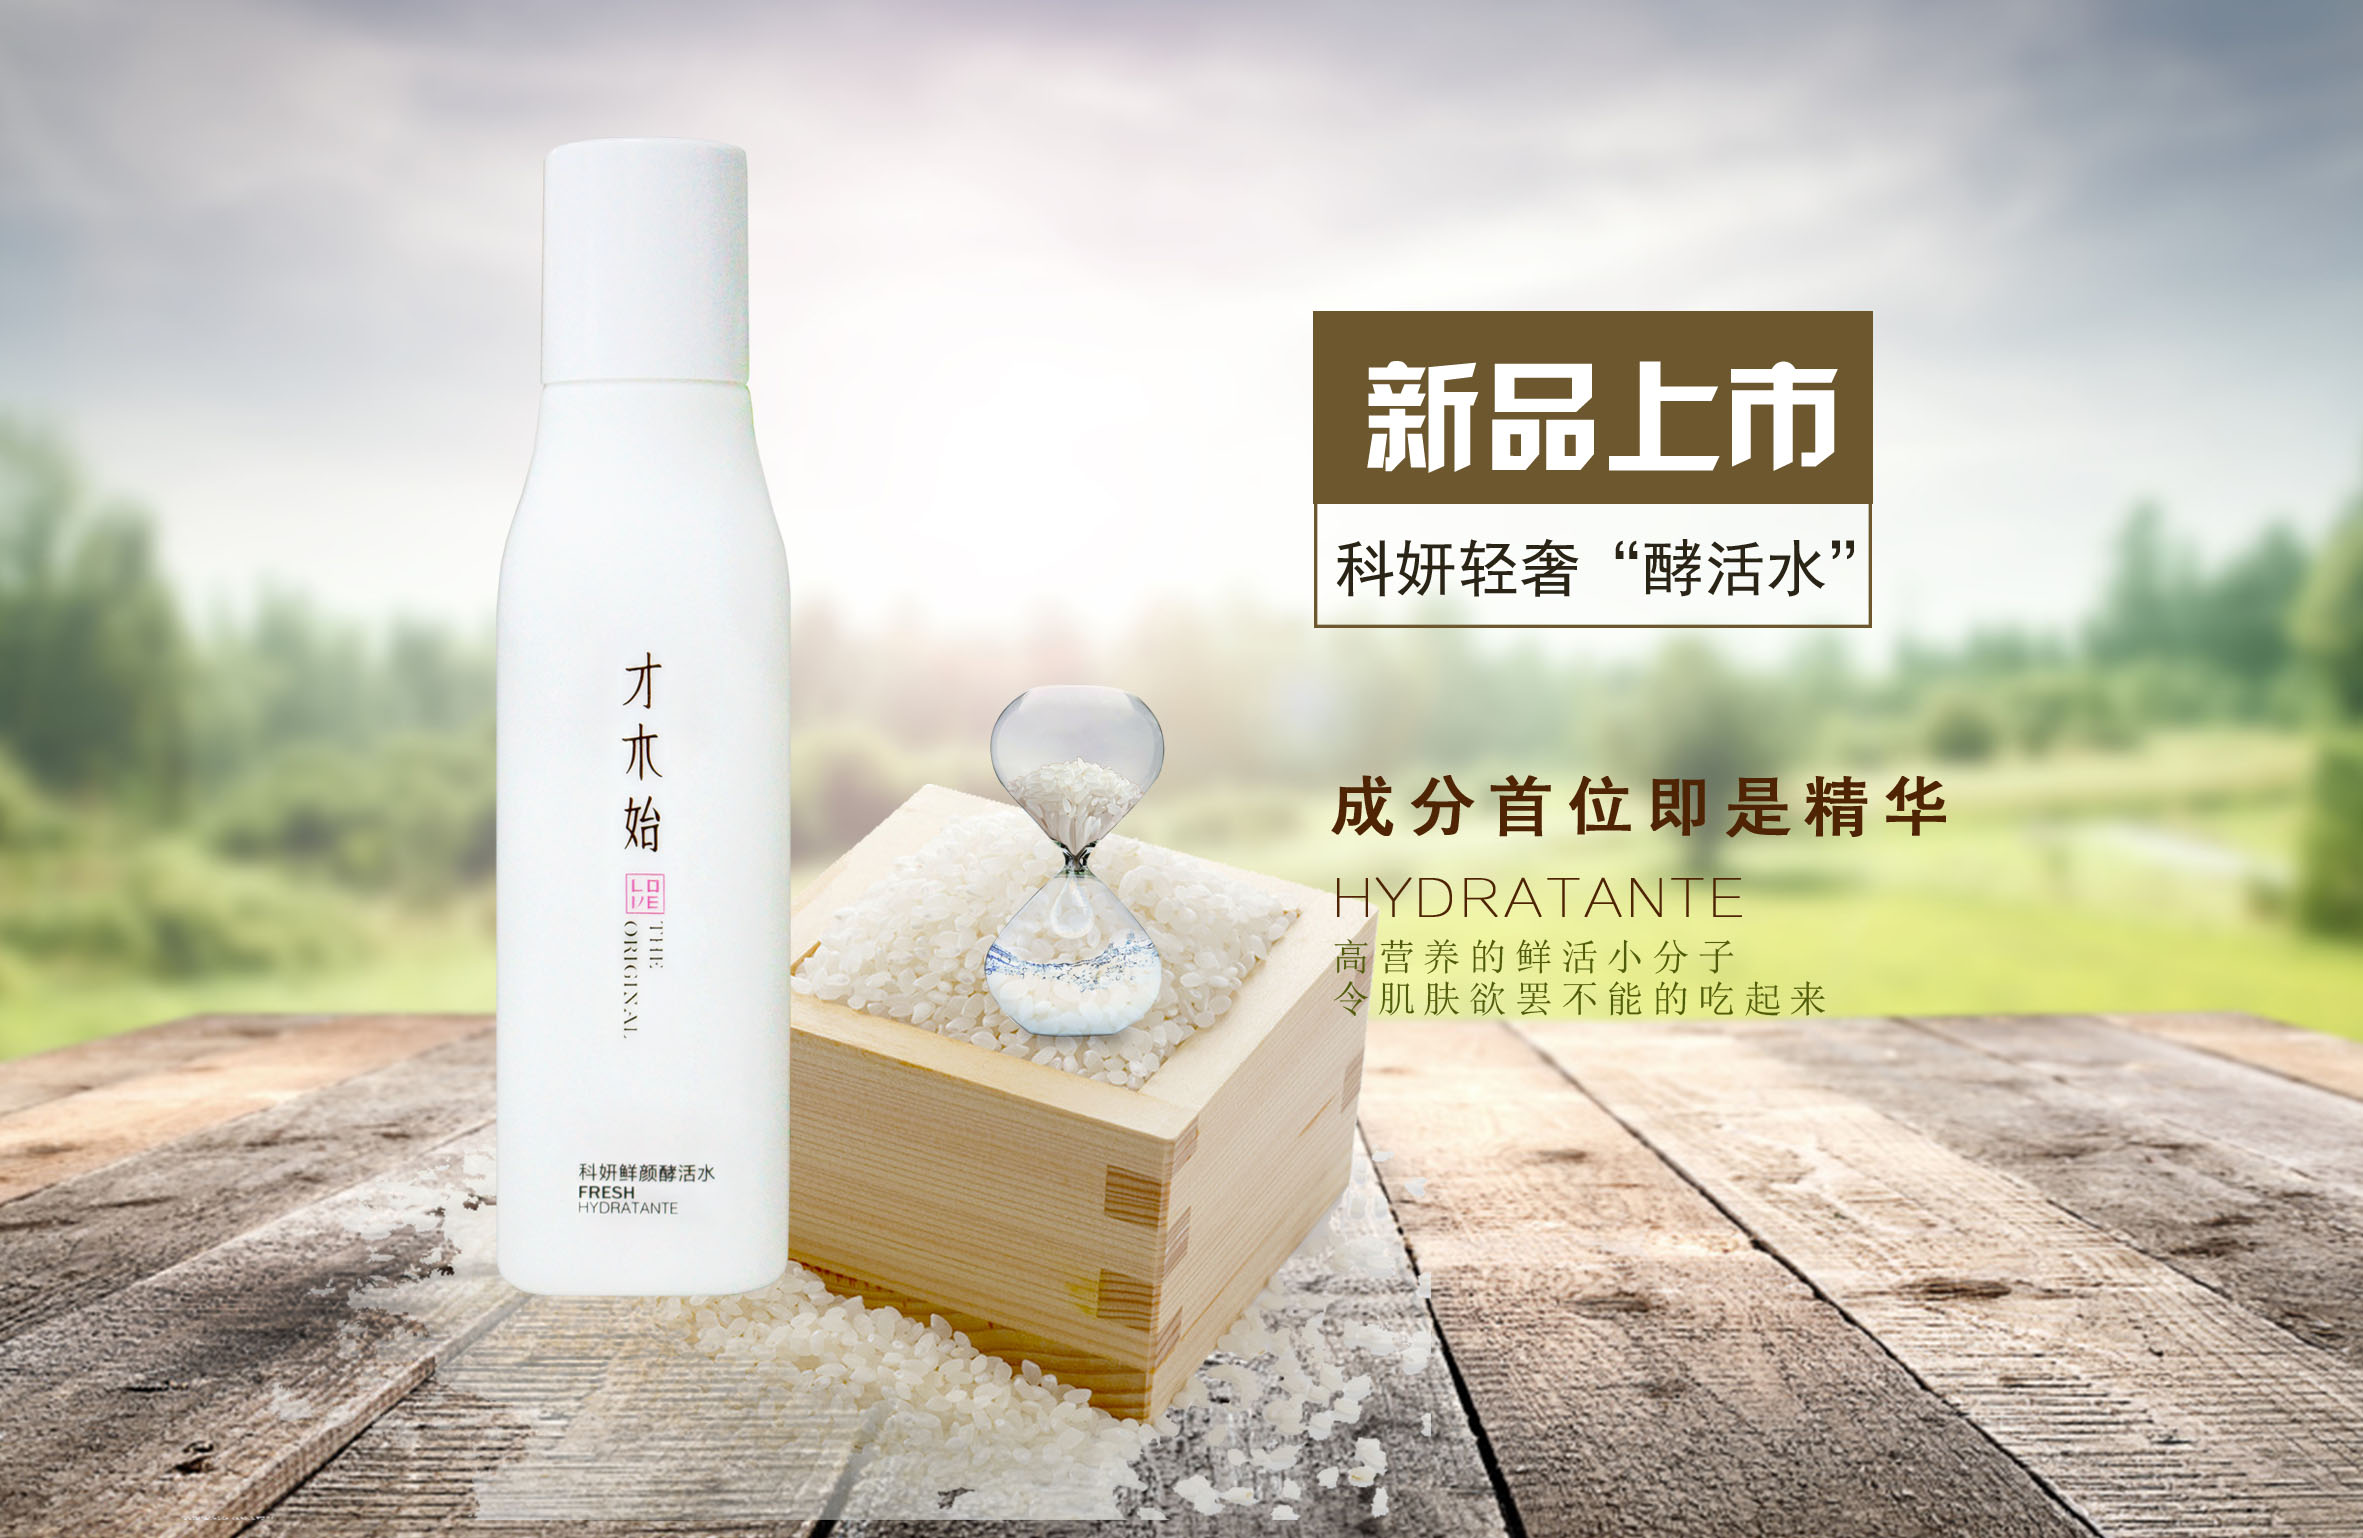 才木始
LOVE
THE
ORIGINAL
科妍鲜颜酵活水
FRESH
HYDRATANTE
新品上市
科妍轻奢“酵活水”
成分首位即是精华
HYDRATANTE
高营养的鲜活小分子
令肌肤欲罢不能的吃起来